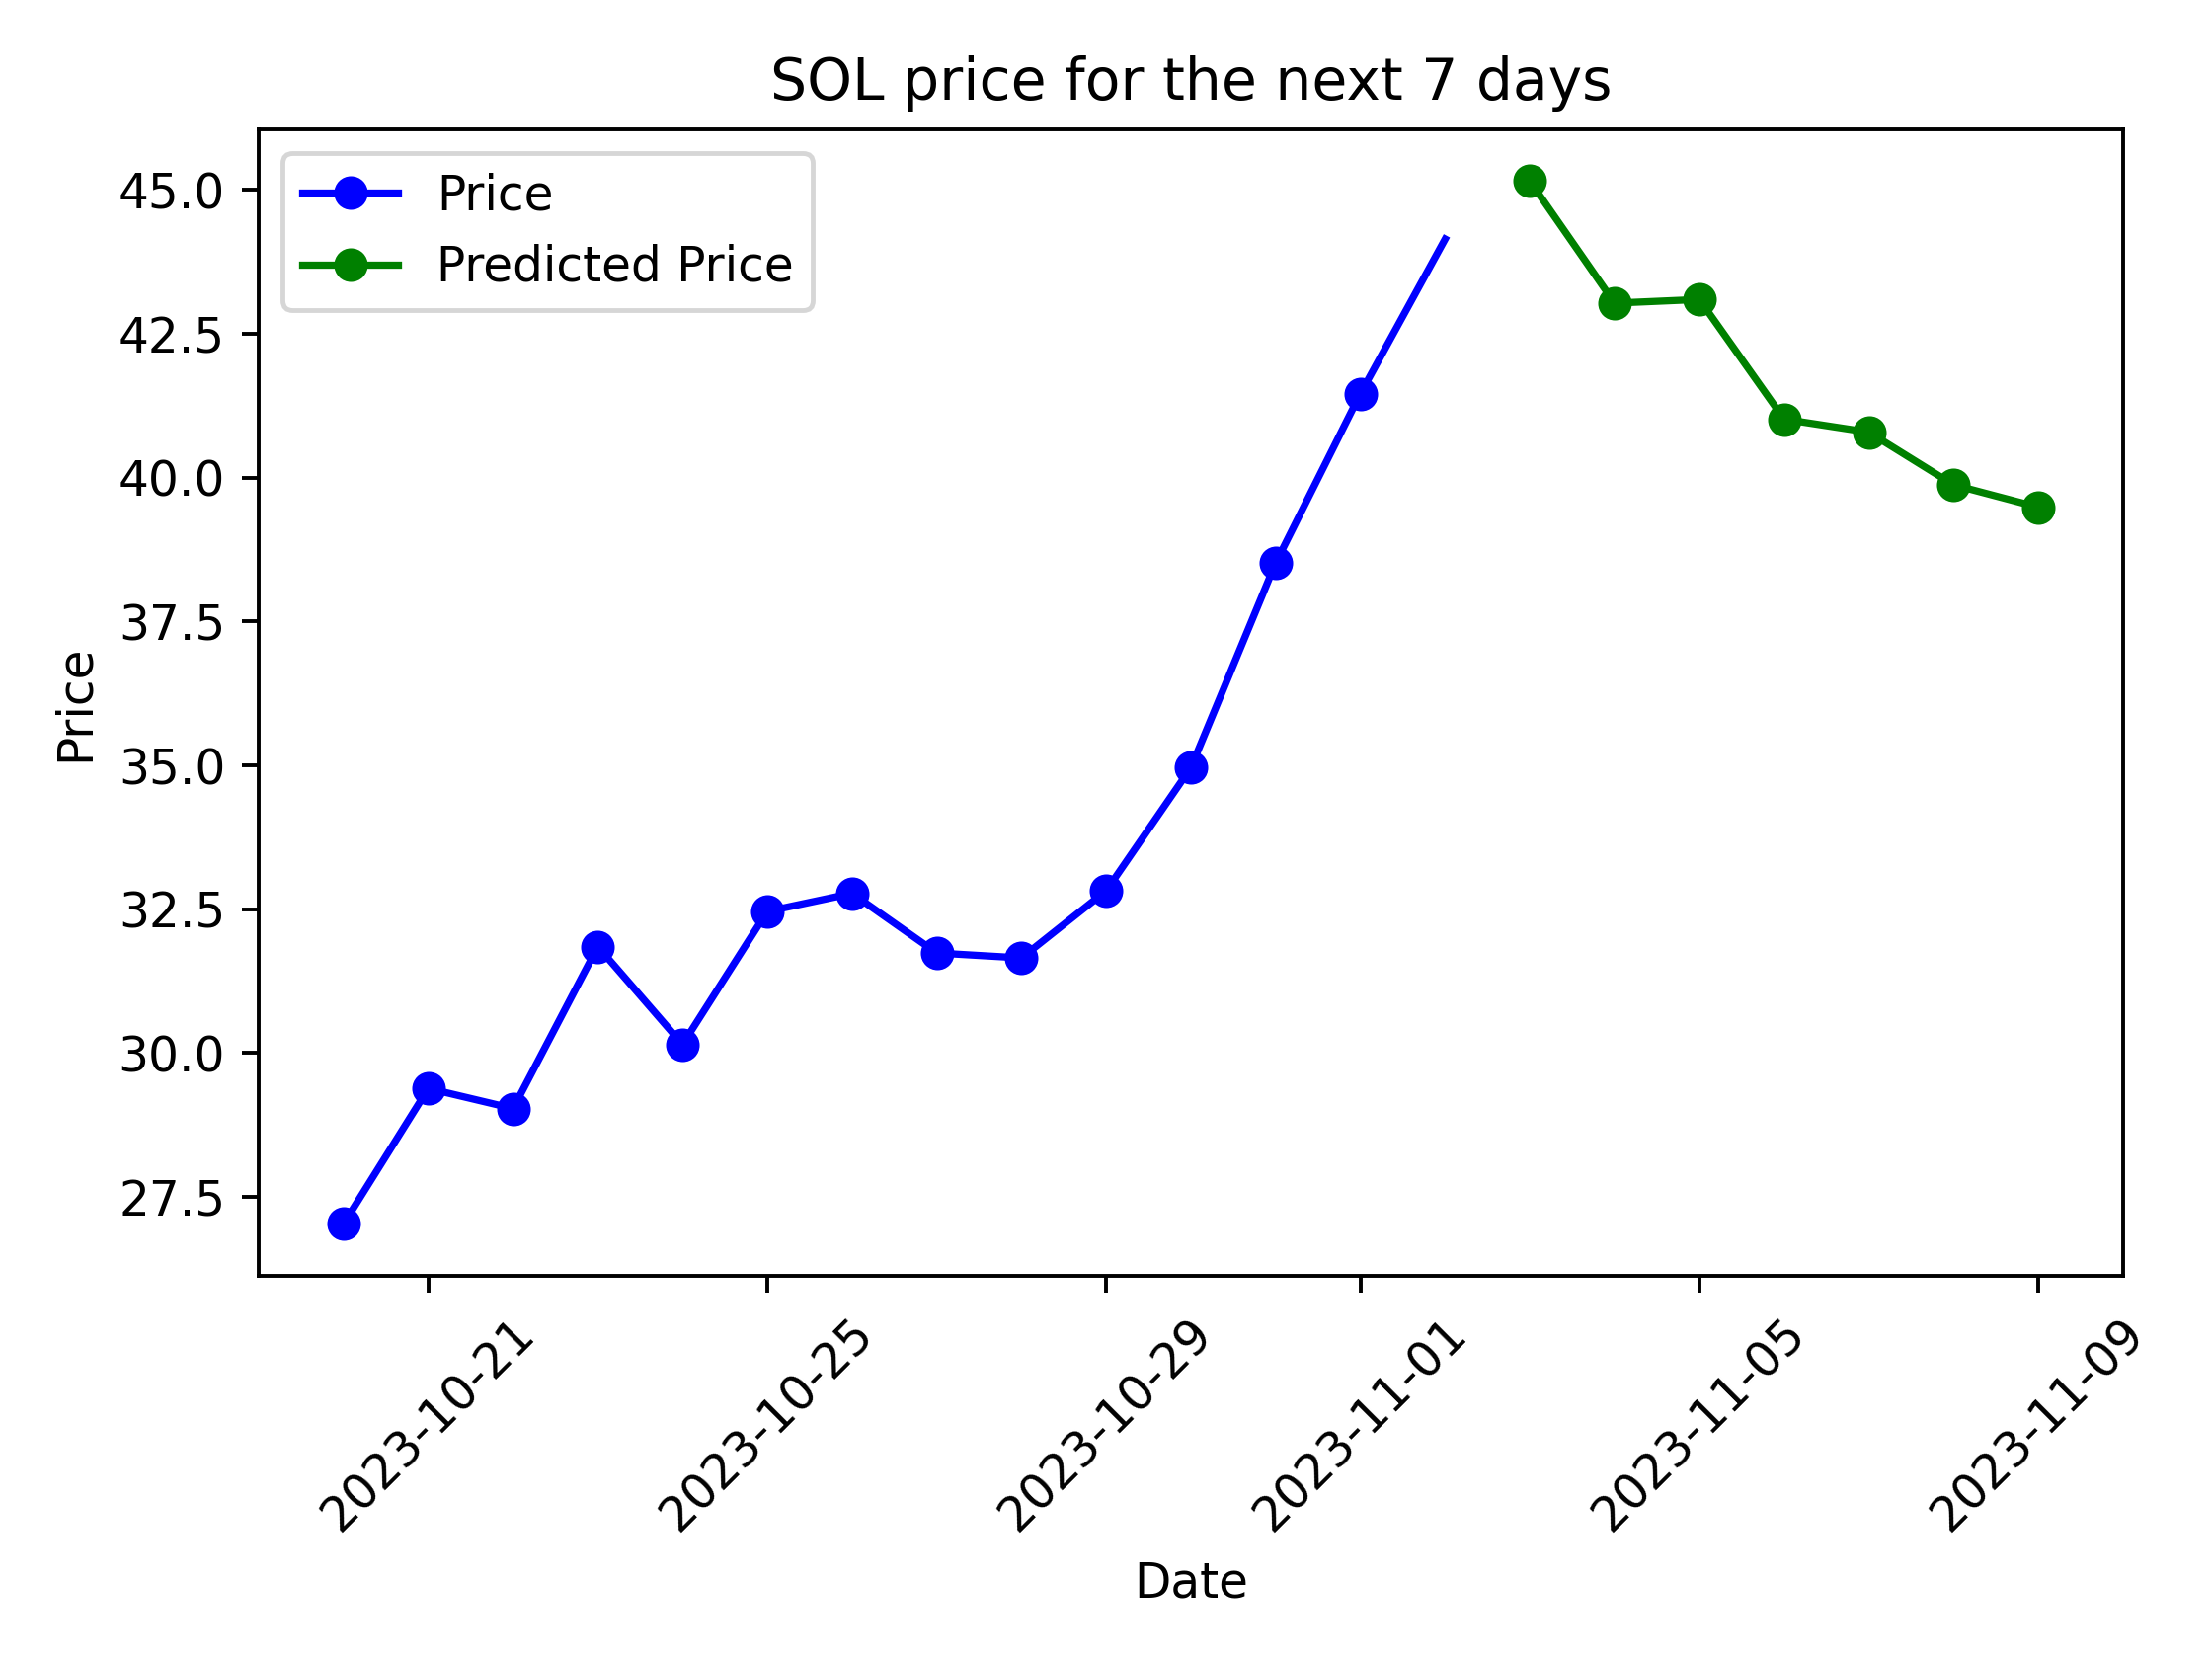 SOL price for the next 7 days
Price
Predicted Price
45.0
42.5
40.0
37.5
35.0
32.5
30.0
27.5
Price
2023-10-21
2023-10-25
2023-10-29
2023-11-01
2023-11-05
2023-11-09
Date